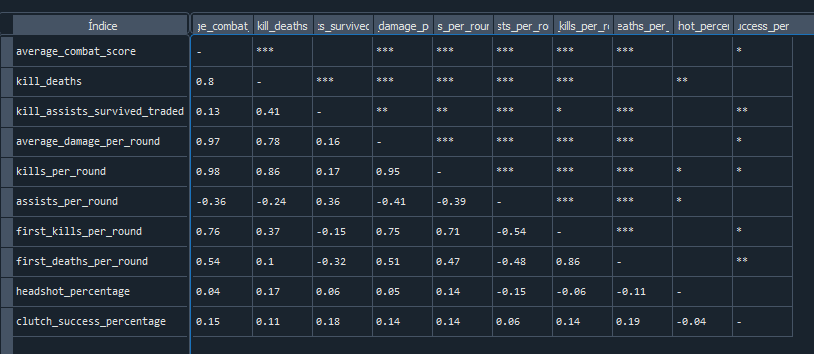 Índice ge_combat_ kill_deaths :s_survived _damage_p s_per_rour sts_per_ro _kills_per_r eaths_per_ hot_percer uccess_per
average_combat_score - *** *** *** *** *** *** *
kill_deaths 0.8 - *** *** *** *** *** **
kill_assists_survived_traded 0.13 0.41 - ** ** *** * *** **
average_damage_per_round 0.97 0.78 0.16 - *** *** *** *** *
kills_per_round 0.98 0.86 0.17 0.95 - *** *** *** * *
assists_per_round -0.36 -0.24 0.36 -0.41 -0.39 - *** *** *
first_kills_per_round 0.76 0.37 -0.15 0.75 0.71 -0.54 - *** *
first_deaths_per_round 0.54 0.1 -0.32 0.51 0.47 -0.48 0.86 - **
headshot_percentage 0.04 0.17 0.06 0.05 0.14 -0.15 -0.06 -0.11 -
clutch_success_percentage 0.15 0.11 0.18 0.14 0.14 0.06 0.14 0.19 -0.04 -